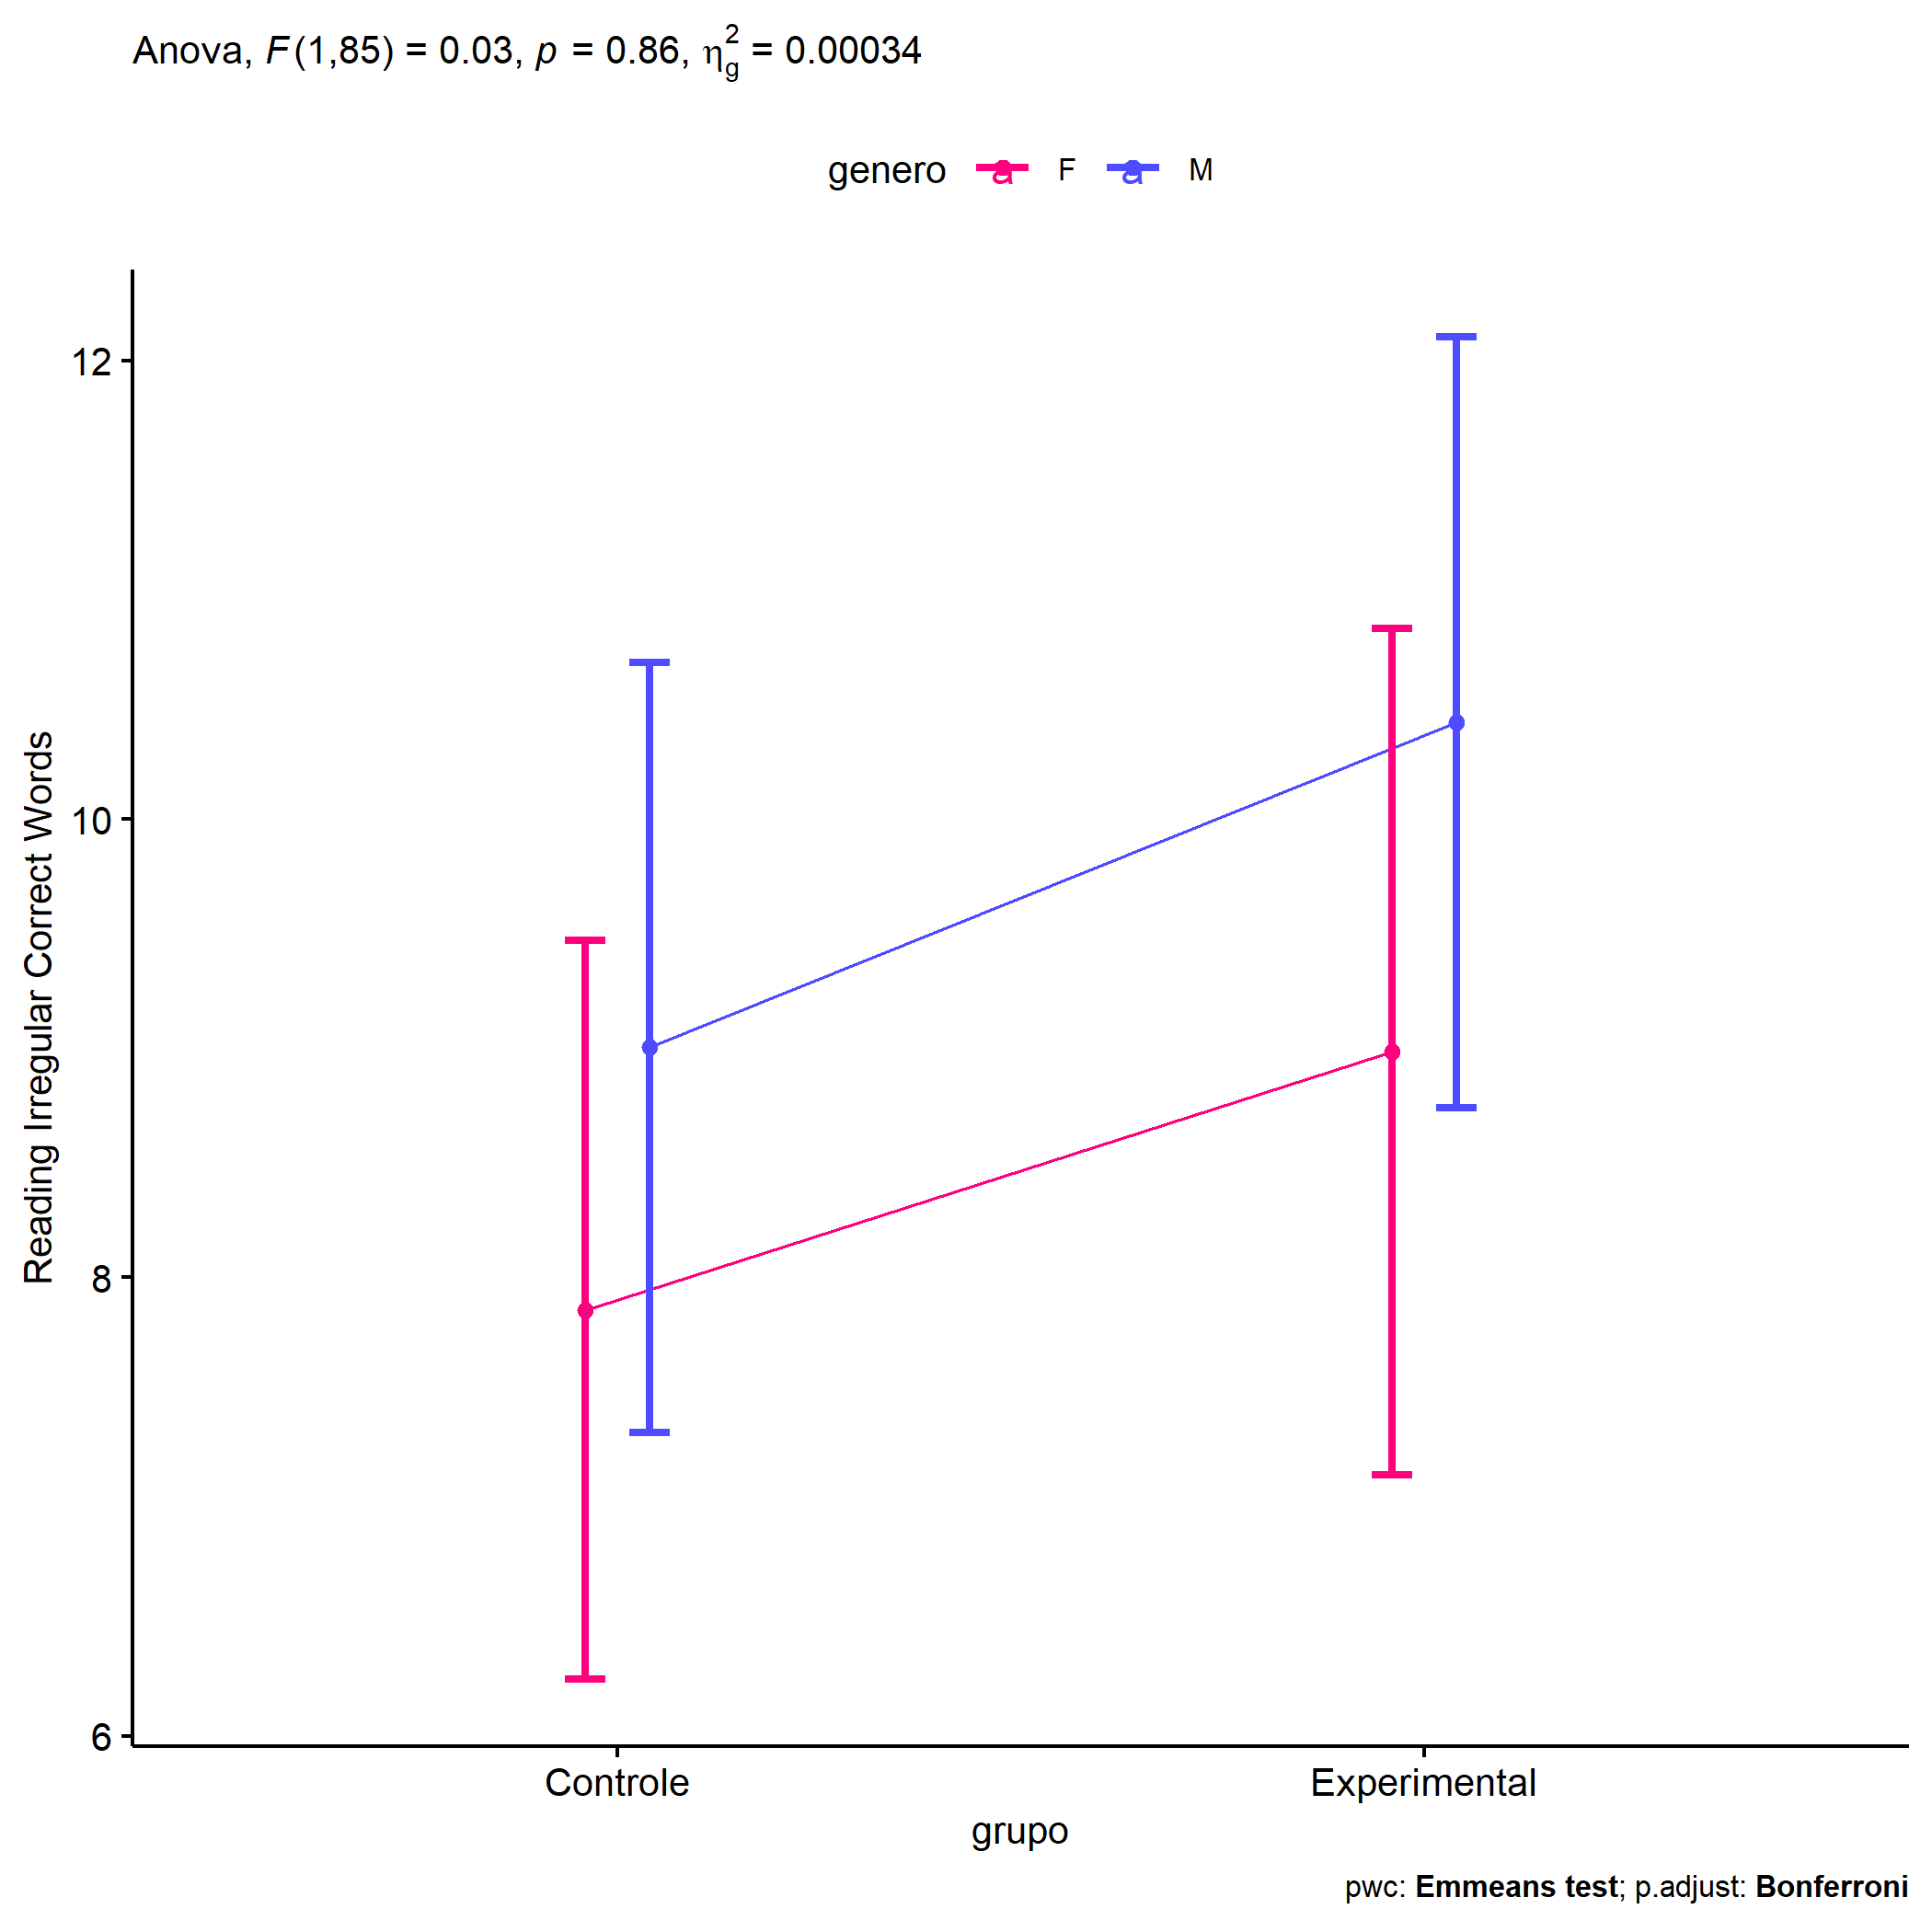 Anova, F(1,85) = 0.03, p = 0.86, η²g = 0.00034
genero a F a M
Reading Irregular Correct Words
12
10
8
6
Controle Experimental
grupo
pwc: Emmeans test; p.adjust: Bonferroni